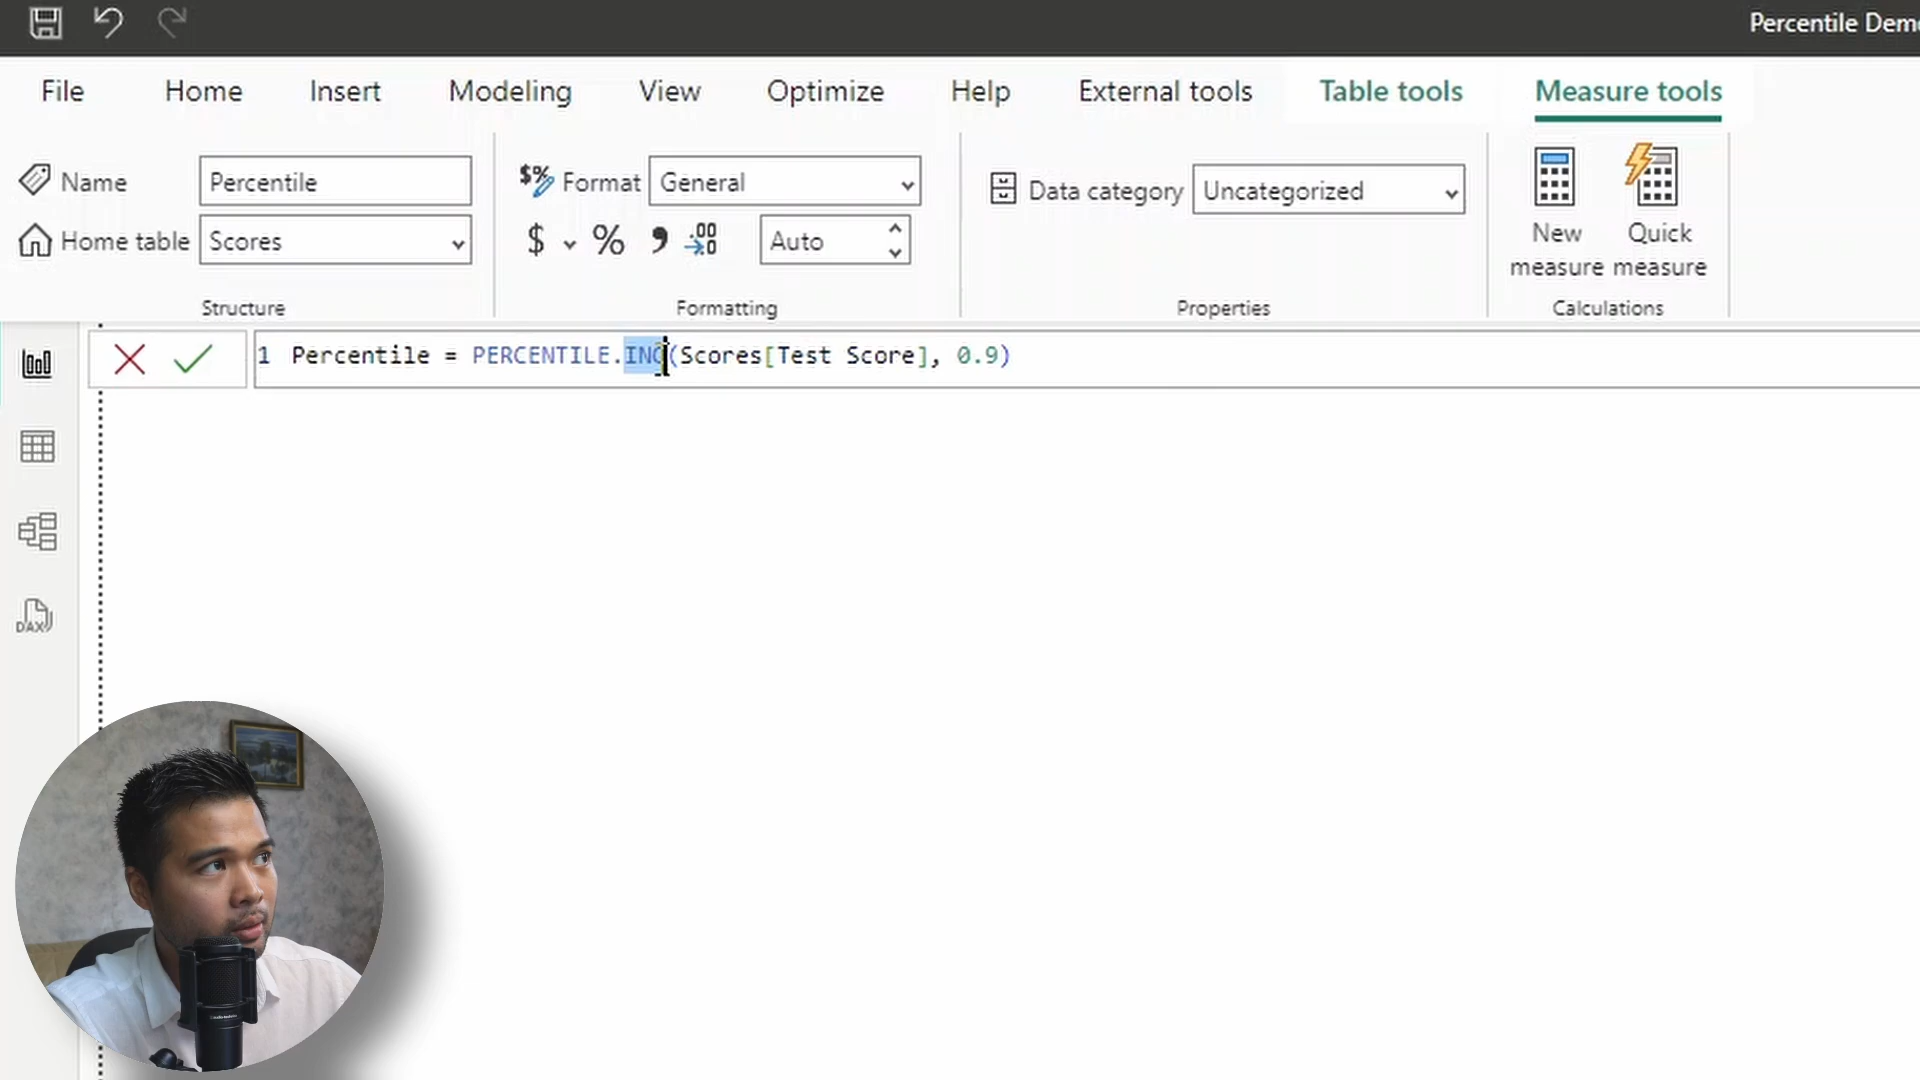 Percentile Dem
File Home Insert Modeling View Optimize Help External tools Table tools Measure tools
Name Percentile
Home table Scores
Structure
$% Format General
$ % , .00 →0 Auto
Formatting
Data category Uncategorized
Properties
New measure
Quick measure
Calculations
1 Percentile = PERCENTILE.INC(Scores[Test Score], 0.9)
DAX